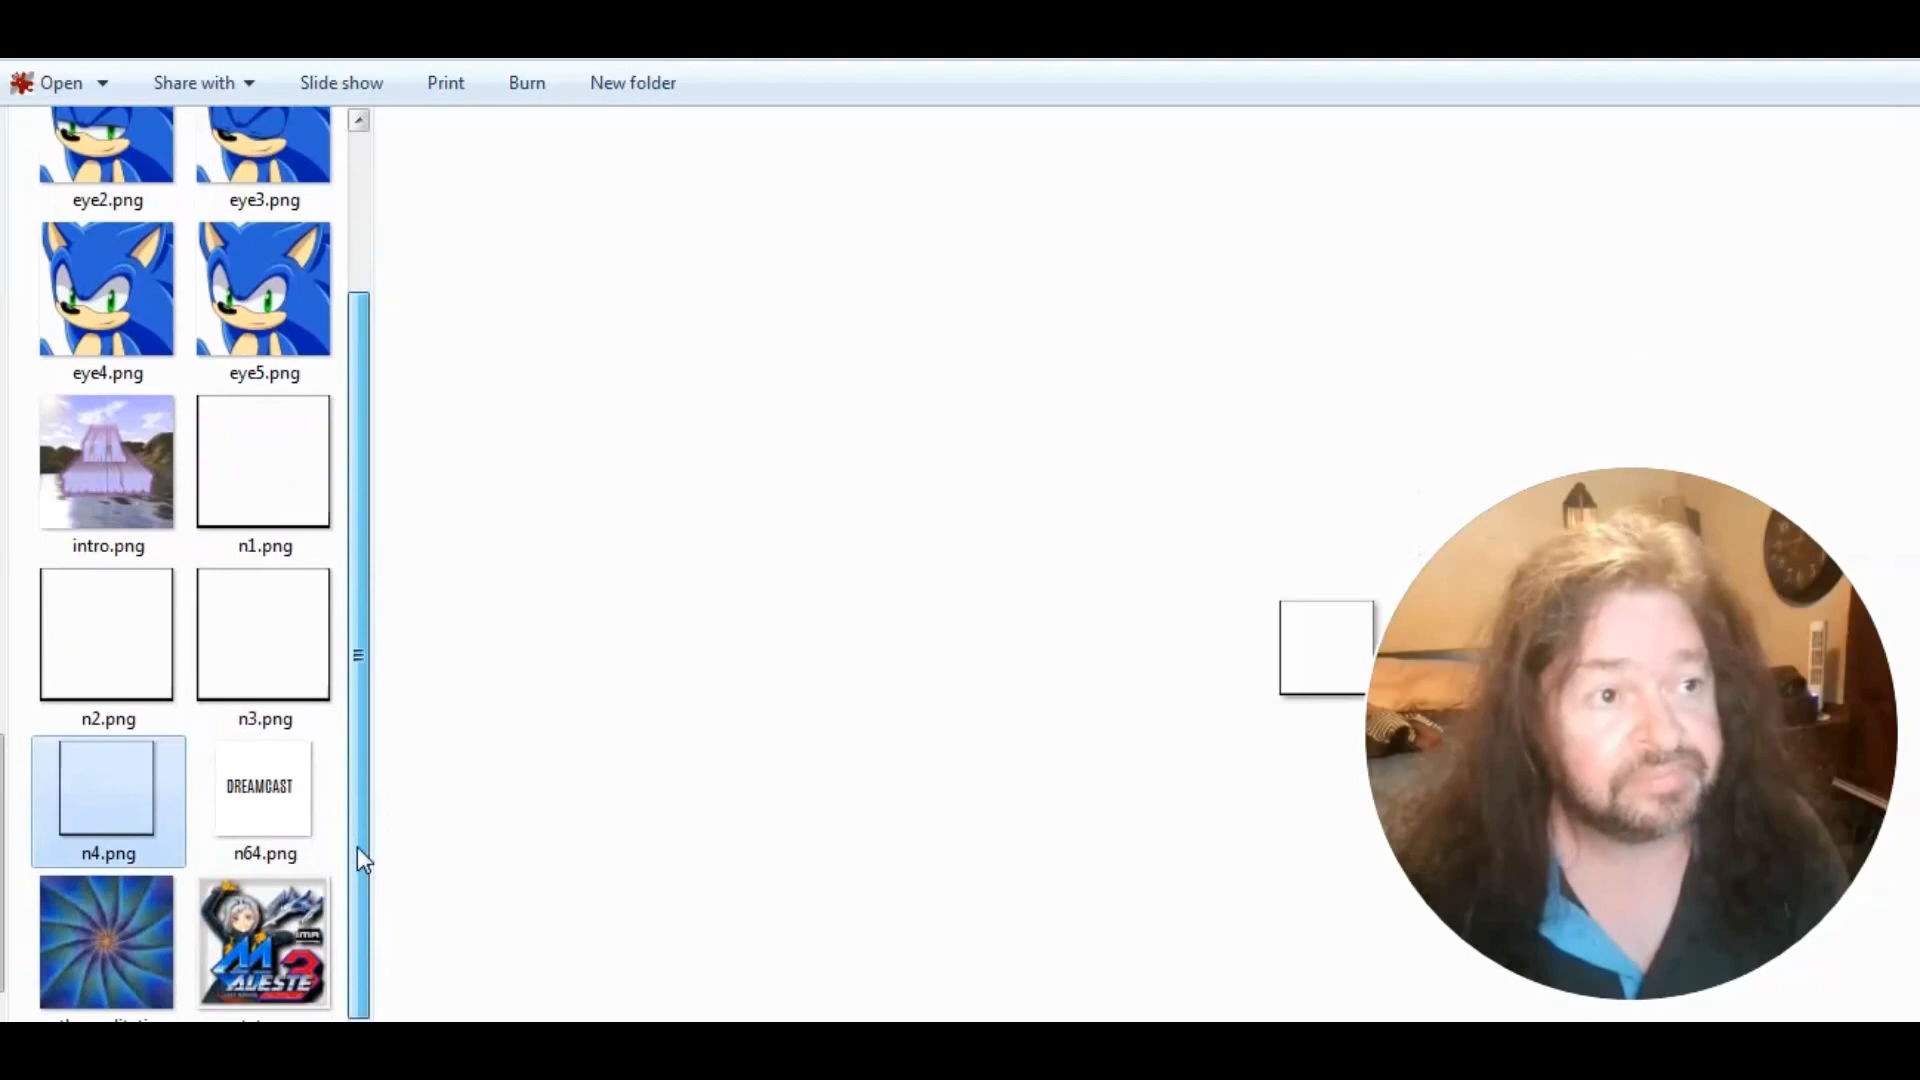 Open Share with Slide show Print Burn New folder
eye2.png eye3.png
eye4.png eye5.png
intro.png n1.png
n2.png n3.png
DREAMCAST
n4.png n64.png
M
ALESTE 3